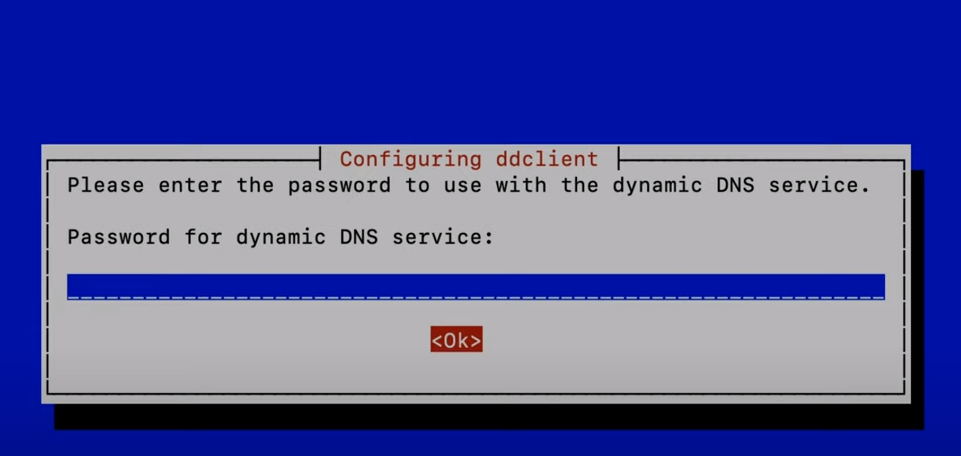 Configuring ddclient
Please enter the password to use with the dynamic DNS service.
Password for dynamic DNS service:
<Ok>